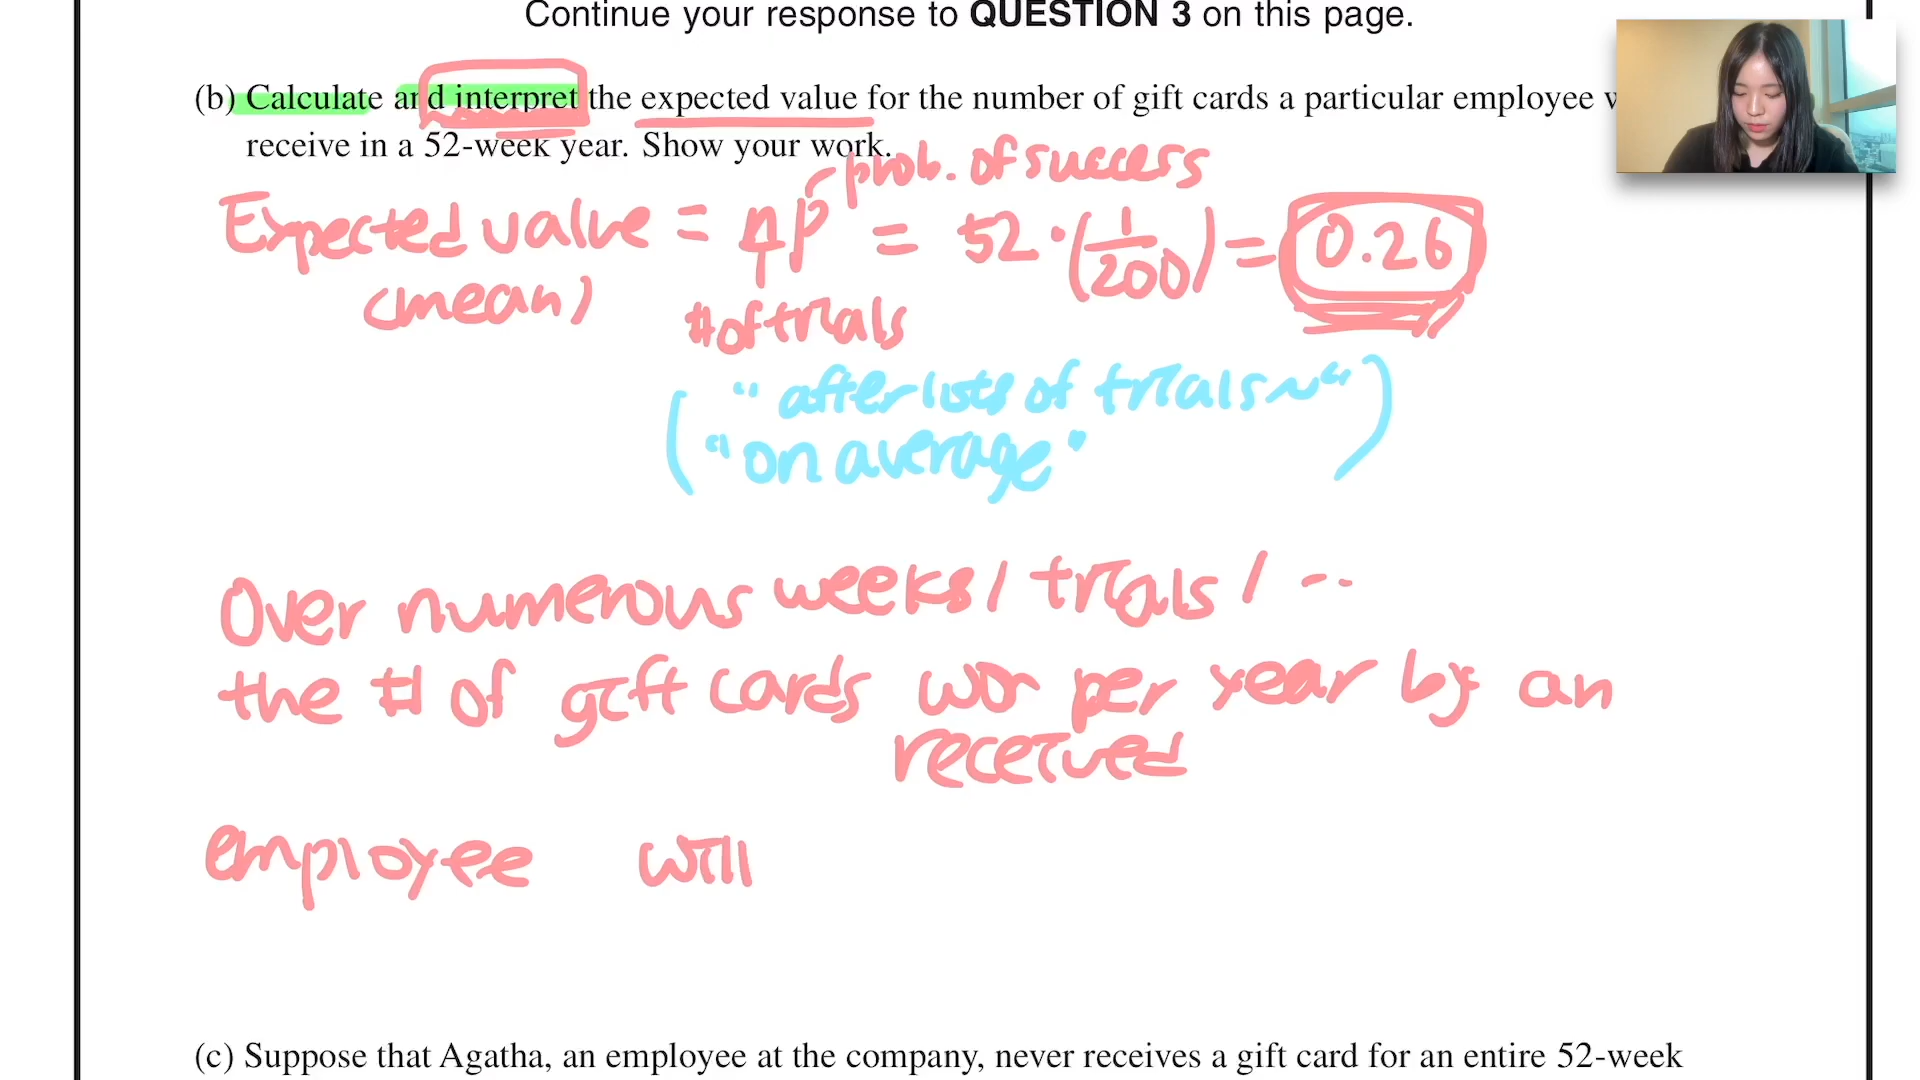 Continue your response to QUESTION 3 on this page.
(b) Calculate and interpret the expected value for the number of gift cards a particular employee
receive in a 52-week year. Show your work.
prob. of success
Expected value = np = 52 · (1/200) = 0.26
(mean)
# of trials
( "after lots of trials ~"
"on average" )
Over numerous weeks / trials / --
the # of gift cards won per year by an
received
employee will
(c) Suppose that Agatha, an employee at the company, never receives a gift card for an entire 52-week